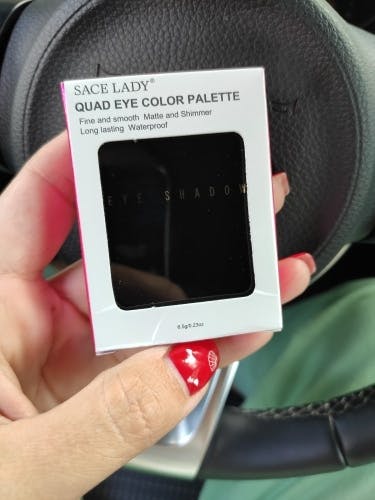 SACE LADY®
QUAD EYE COLOR PALETTE
Fine and smooth Matte and Shimmer
Long lasting Waterproof
EYE SHADOW
6.5g/0.23oz